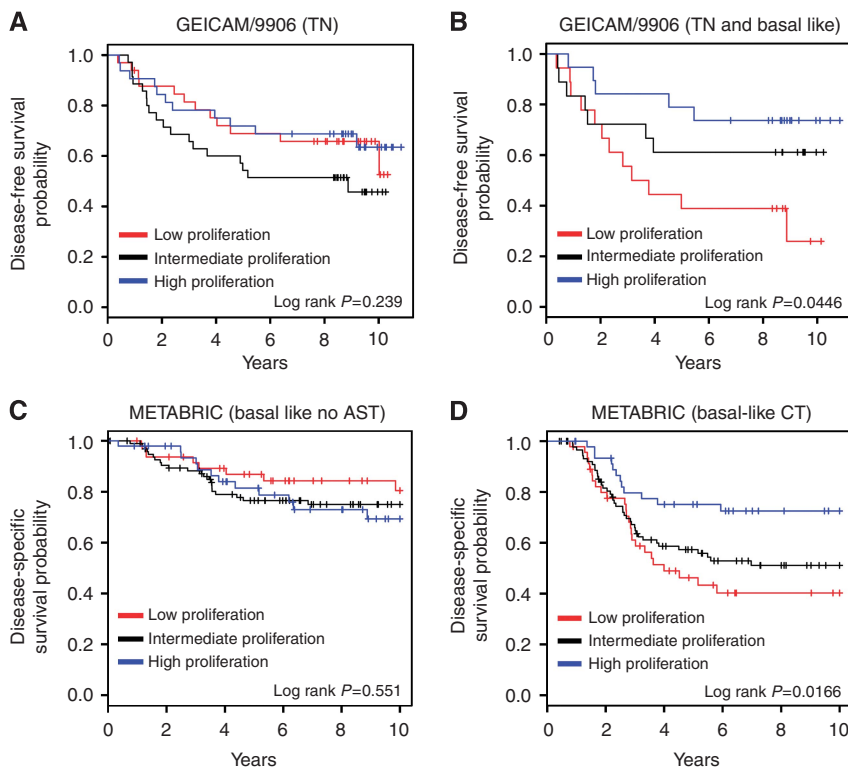 A
GEICAM/9906 (TN)
Disease-free survival
probability
1.0
0.8
0.6
0.4
0.2
0.0
Low proliferation
Intermediate proliferation
High proliferation
Log rank P=0.239
0 2 4 6 8 10
Years
B
GEICAM/9906 (TN and basal like)
Disease-free survival
probability
1.0
0.8
0.6
0.4
0.2
0.0
Low proliferation
Intermediate proliferation
High proliferation
Log rank P=0.0446
0 2 4 6 8 10
Years
C
METABRIC (basal like no AST)
Disease-specific
survival probability
1.0
0.8
0.6
0.4
0.2
0.0
Low proliferation
Intermediate proliferation
High proliferation
Log rank P=0.551
0 2 4 6 8 10
Years
D
METABRIC (basal-like CT)
Disease-specific
survival probability
1.0
0.8
0.6
0.4
0.2
0.0
Low proliferation
Intermediate proliferation
High proliferation
Log rank P=0.0166
0 2 4 6 8 10
Years